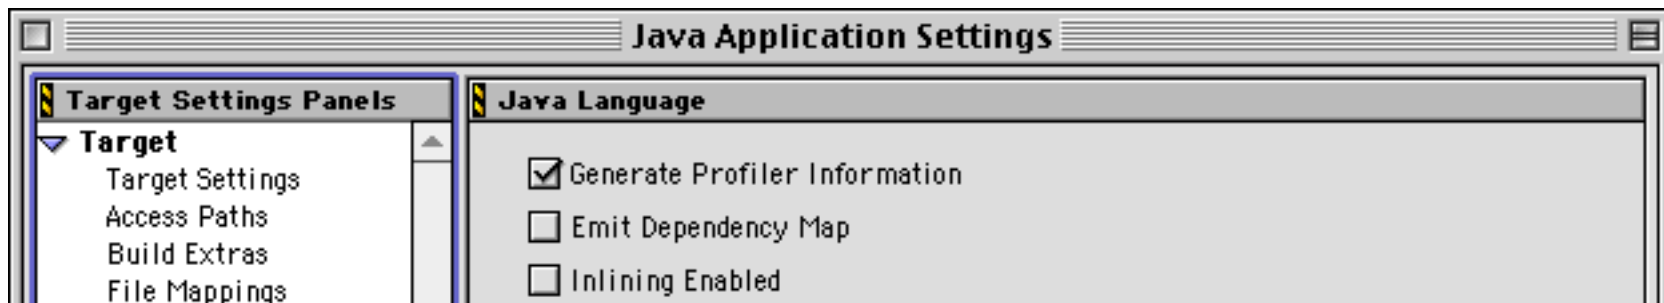 Java Application Settings
Target Settings Panels
Target
Target Settings
Access Paths
Build Extras
File Mappings
Java Language
Generate Profiler Information
Emit Dependency Map
Inlining Enabled